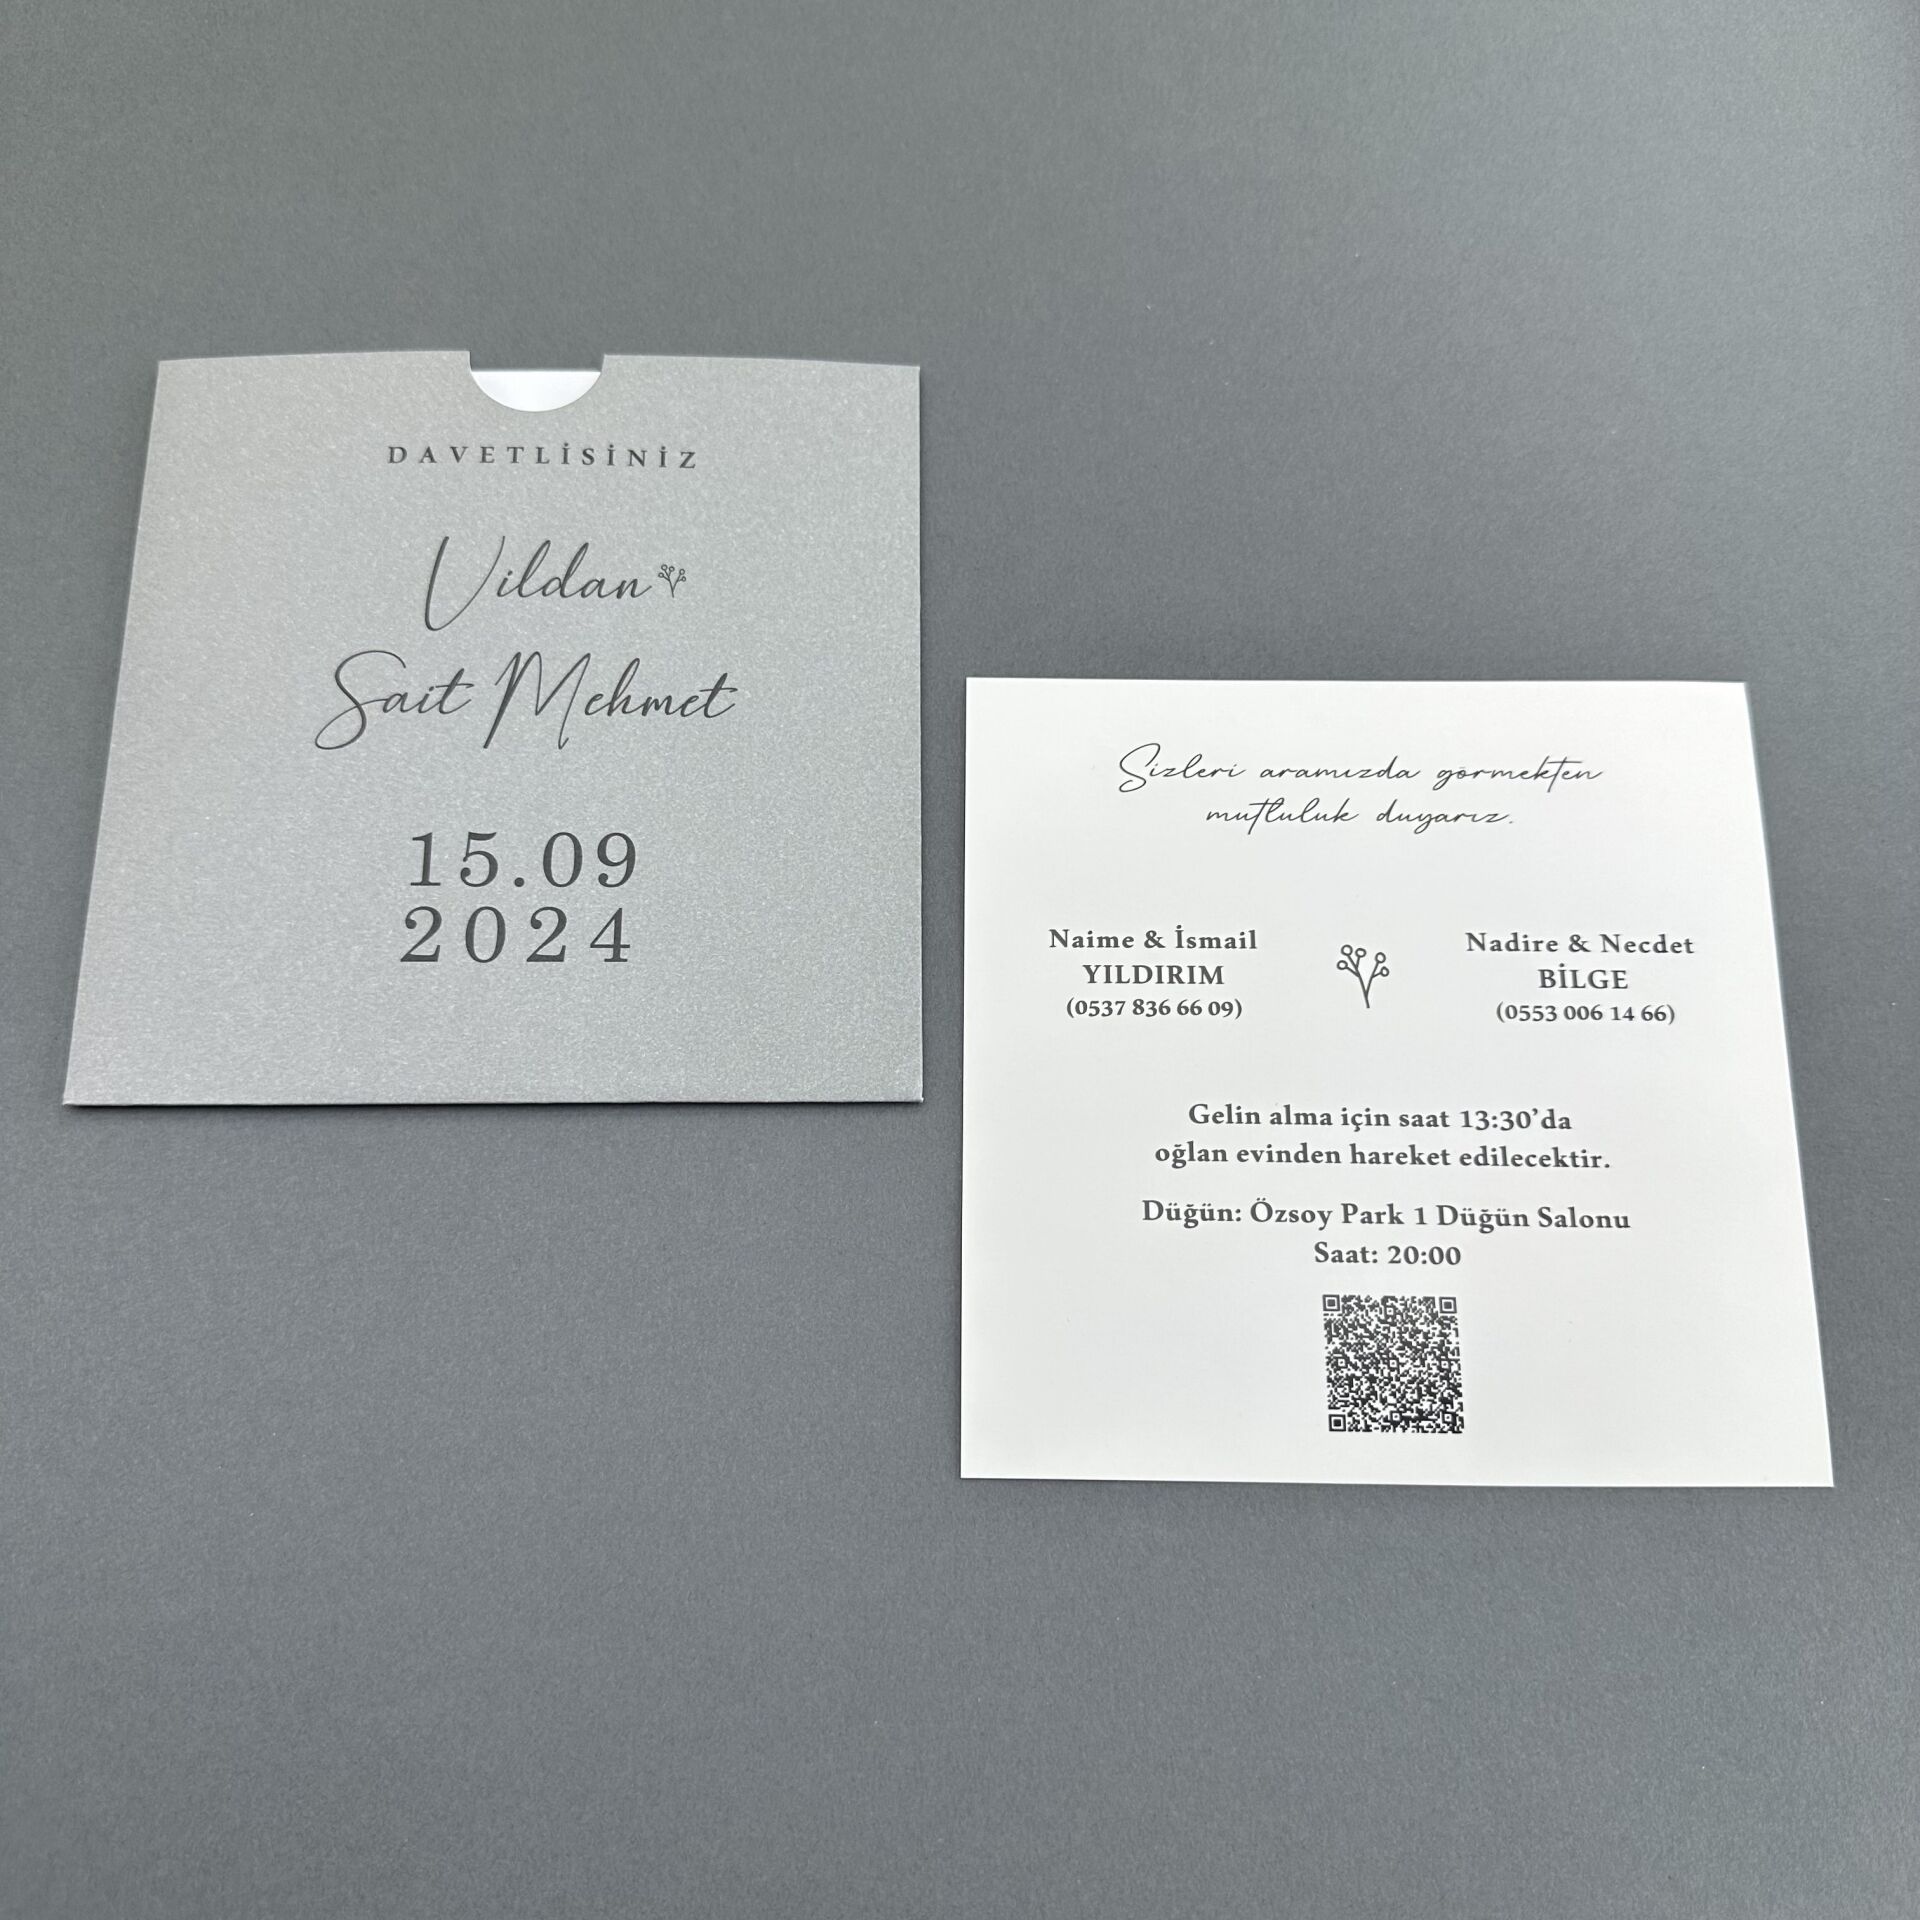 DAVETLİSİNİZ
Vildan
Sait Mehmet
15.09
2024
Sizleri aramızda görmekten
mutluluk duyarız.
Naime & İsmail
YILDIRIM
(0537 836 66 09)
Nadire & Necdet
BİLGE
(0553 006 14 66)
Gelin alma için saat 13:30’da
oğlan evinden hareket edilecektir.
Düğün: Özsoy Park 1 Düğün Salonu
Saat: 20:00